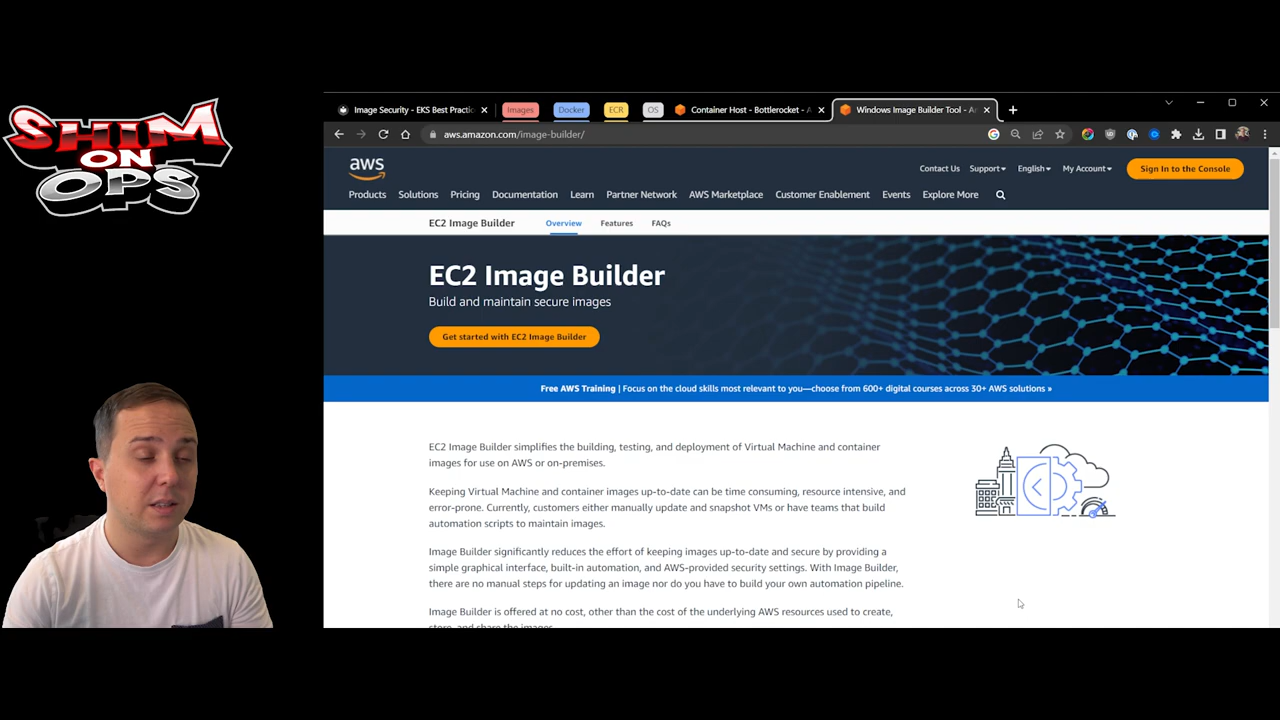 SHIM
ON
OPS
Image Security - EKS Best Practic
Images
Docker
ECR
OS
Container Host - Bottlerocket - A
Windows Image Builder Tool - A
aws.amazon.com/image-builder/
aws
Contact Us
Support
English
My Account
Sign In to the Console
Products
Solutions
Pricing
Documentation
Learn
Partner Network
AWS Marketplace
Customer Enablement
Events
Explore More
EC2 Image Builder
Overview
Features
FAQs
EC2 Image Builder
Build and maintain secure images
Get started with EC2 Image Builder
Free AWS Training | Focus on the cloud skills most relevant to you—choose from 600+ digital courses across 30+ AWS solutions »
EC2 Image Builder simplifies the building, testing, and deployment of Virtual Machine and container
images for use on AWS or on-premises.
Keeping Virtual Machine and container images up-to-date can be time consuming, resource intensive, and
error-prone. Currently, customers either manually update and snapshot VMs or have teams that build
automation scripts to maintain images.
Image Builder significantly reduces the effort of keeping images up-to-date and secure by providing a
simple graphical interface, built-in automation, and AWS-provided security settings. With Image Builder,
there are no manual steps for updating an image nor do you have to build your own automation pipeline.
Image Builder is offered at no cost, other than the cost of the underlying AWS resources used to create,
store, and share the images.